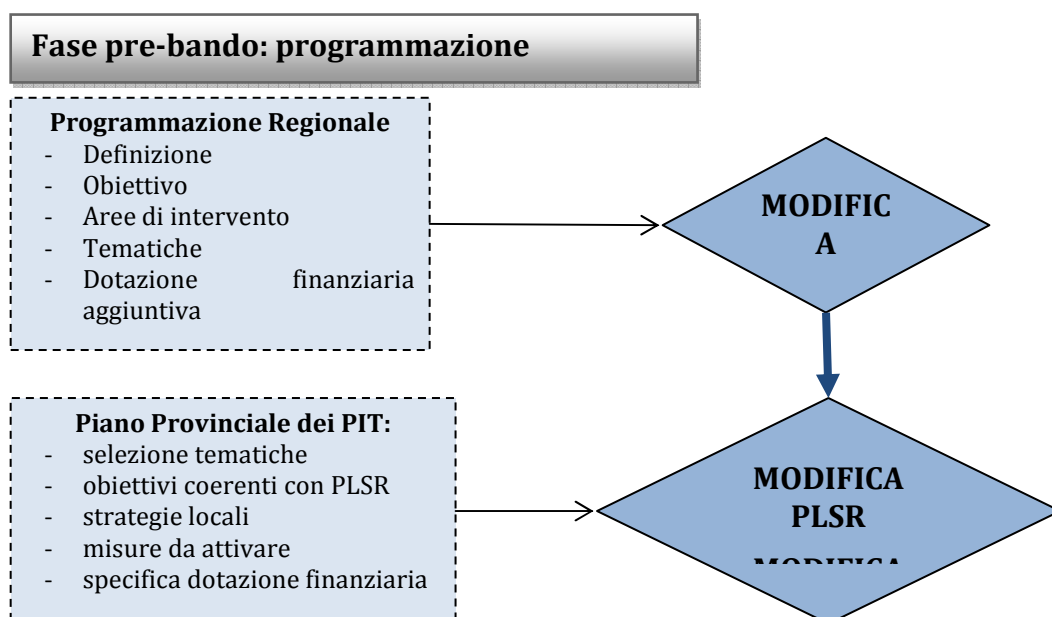 Fase pre-bando: programmazione
Programmazione Regionale
- Definizione
- Obiettivo
- Aree di intervento
- Tematiche
- Dotazione finanziaria
aggiuntiva
MODIFIC
A
Piano Provinciale dei PIT:
- selezione tematiche
- obiettivi coerenti con PLSR
- strategie locali
- misure da attivare
- specifica dotazione finanziaria
MODIFICA
PLSR
MODIFICA